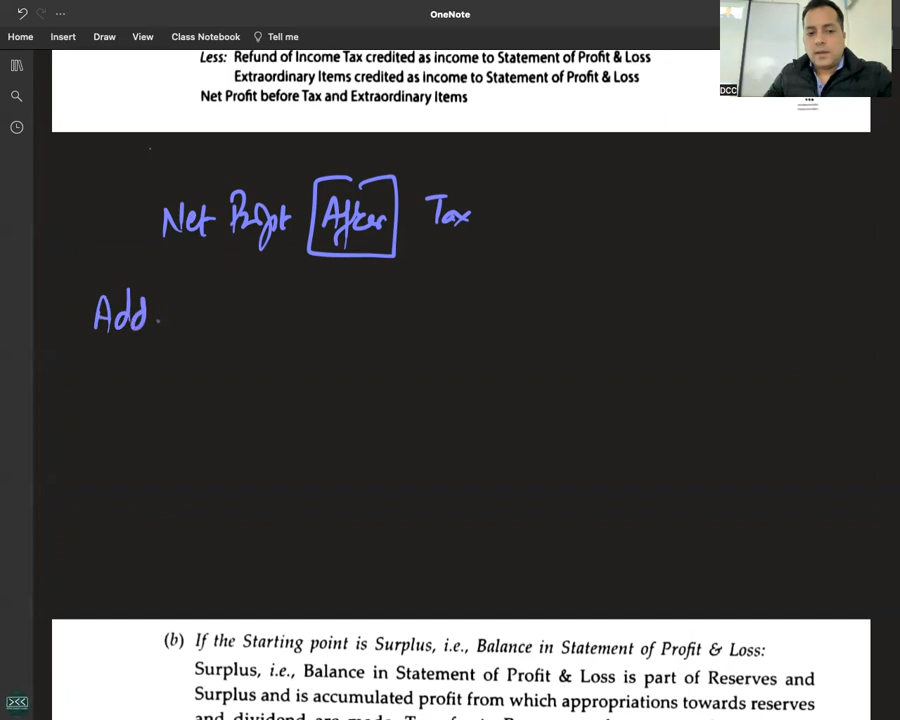 OneNote
Home Insert Draw View Class Notebook Tell me
Less: Refund of Income Tax credited as income to Statement of Profit & Loss
Extraordinary Items credited as income to Statement of Profit & Loss
Net Profit before Tax and Extraordinary Items
DCC
Net Profit After Tax
Add
(b) If the Starting point is Surplus, i.e., Balance in Statement of Profit & Loss:
Surplus, i.e., Balance in Statement of Profit & Loss is part of Reserves and
Surplus and is accumulated profit from which appropriations towards reserves
and dividend are made.